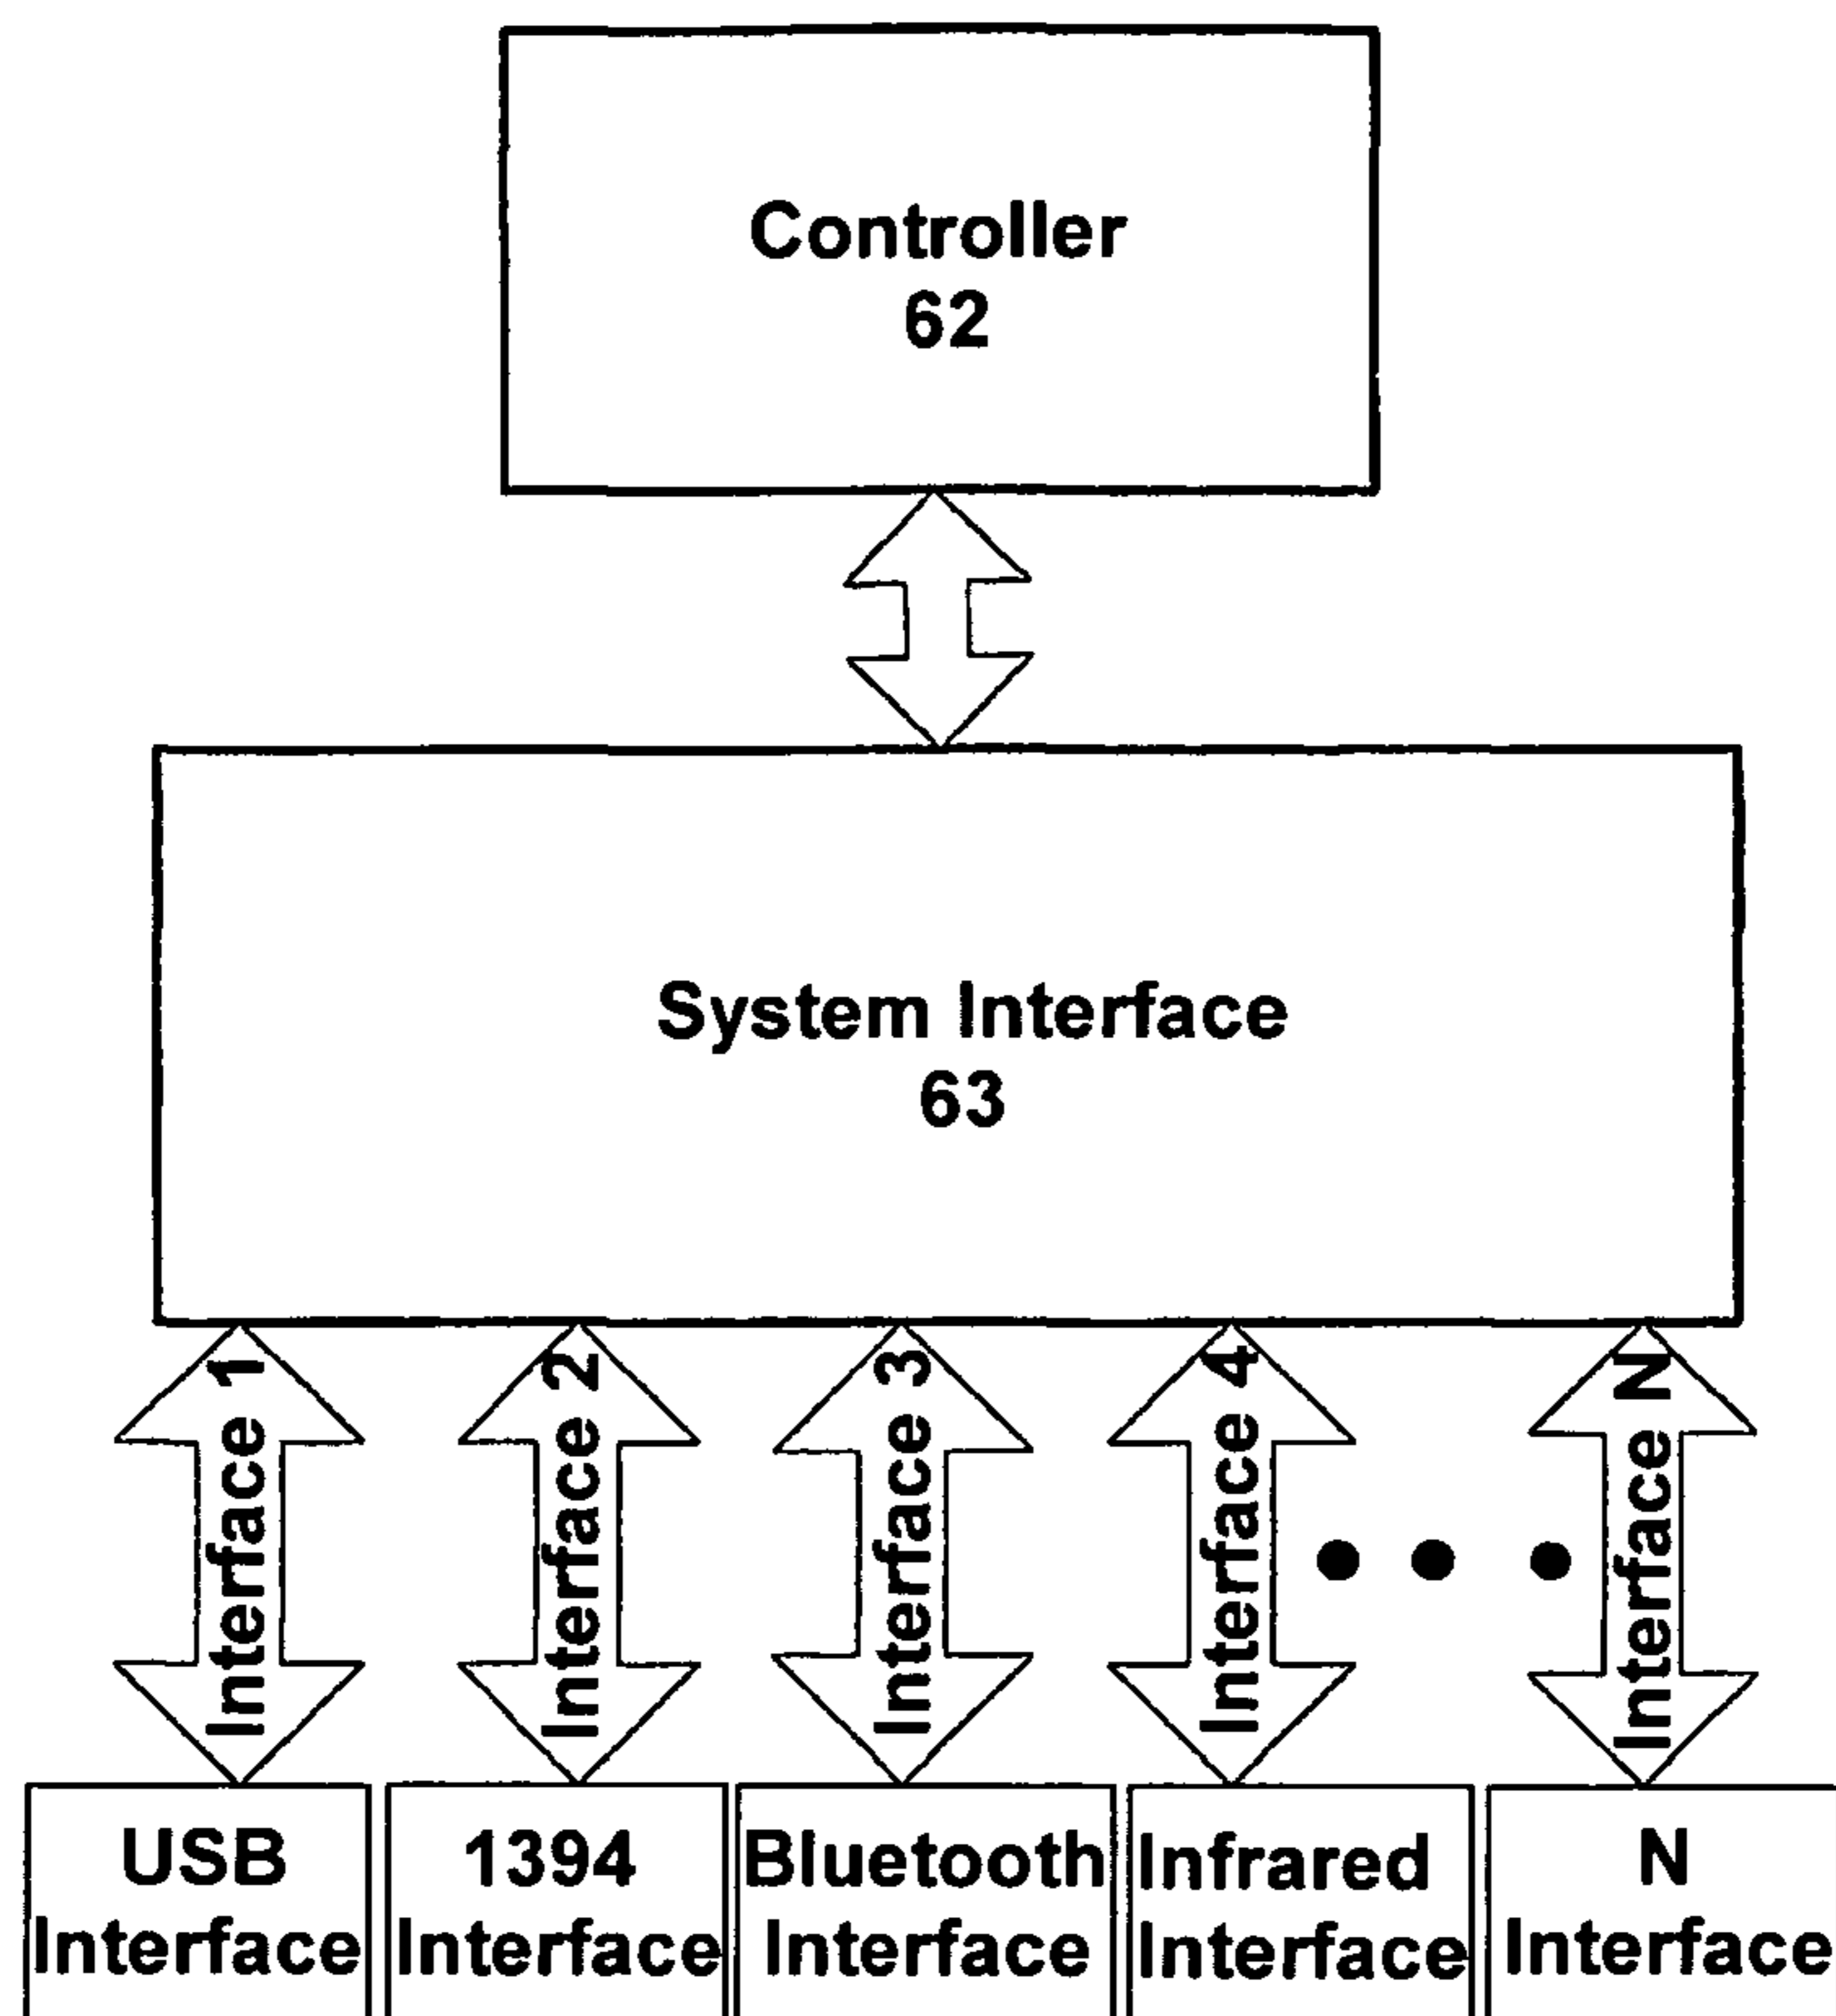 Controller
62
System Interface
63
Interface 1
Interface 2
Interface 3
Interface 4
Interface N
USB
Interface
1394
Interface
Bluetooth
Interface
Infrared
Interface
N
Interface